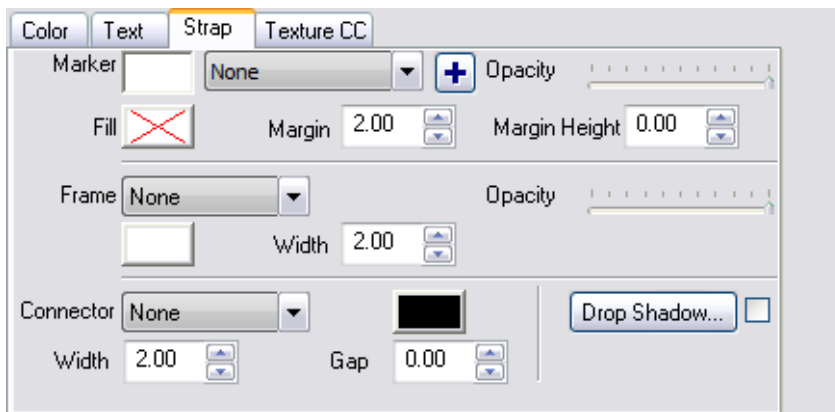 Color Text Strap Texture CC
Marker None + Opacity
Fill Margin 2.00 Margin Height 0.00
Frame None Opacity
Width 2.00
Connector None Drop Shadow...
Width 2.00 Gap 0.00